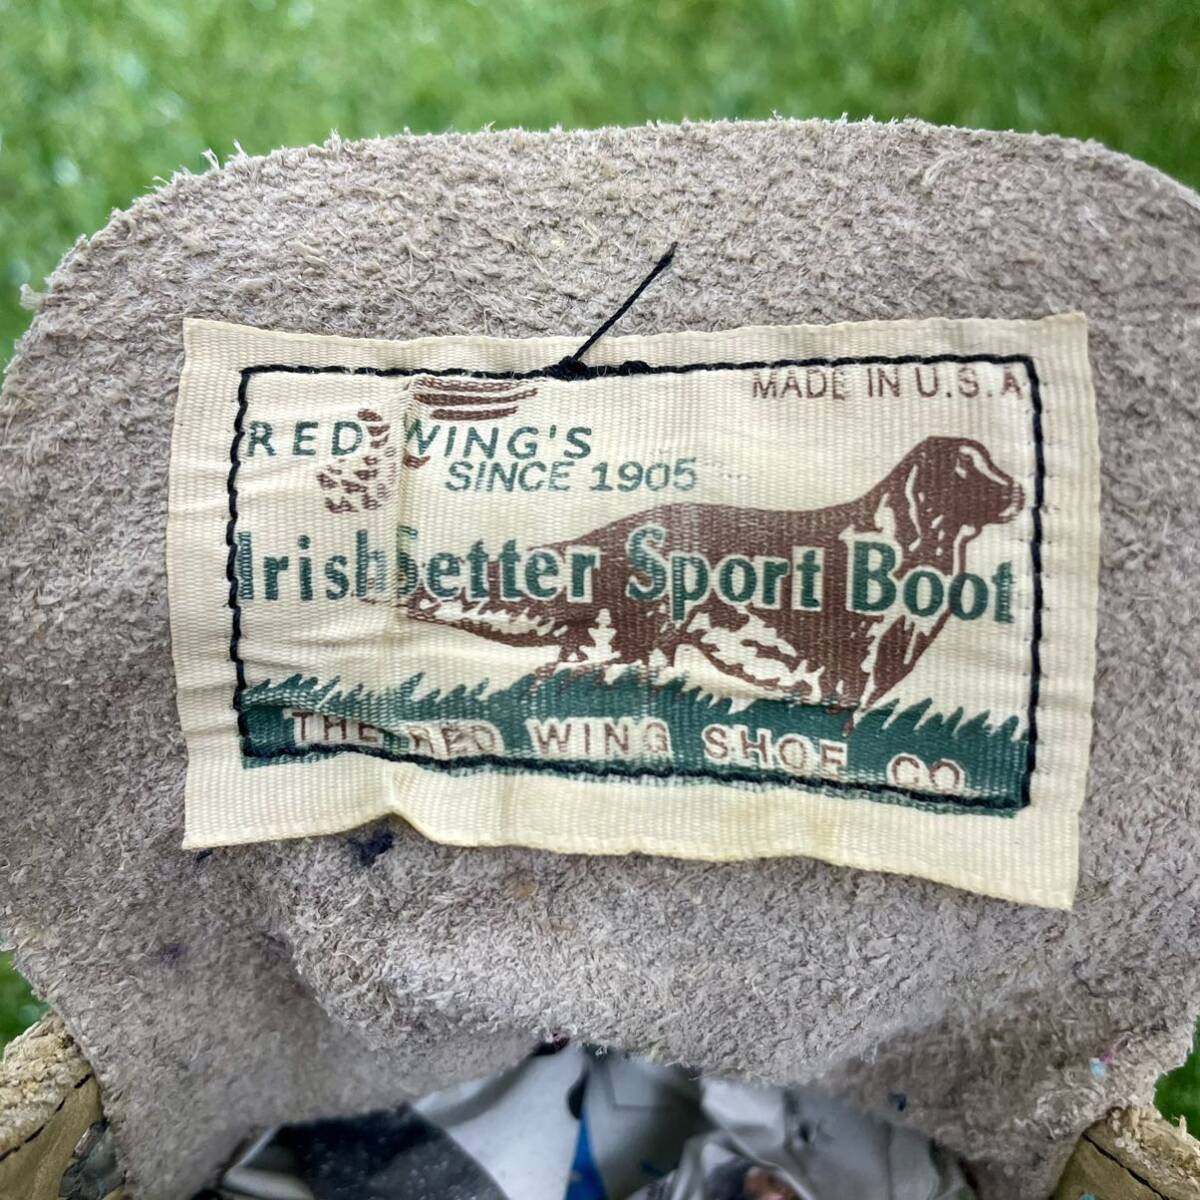 MADE IN U.S.A
RED WING'S
SINCE 1905
Irish Setter Sport Boot
THE RED WING SHOE CO